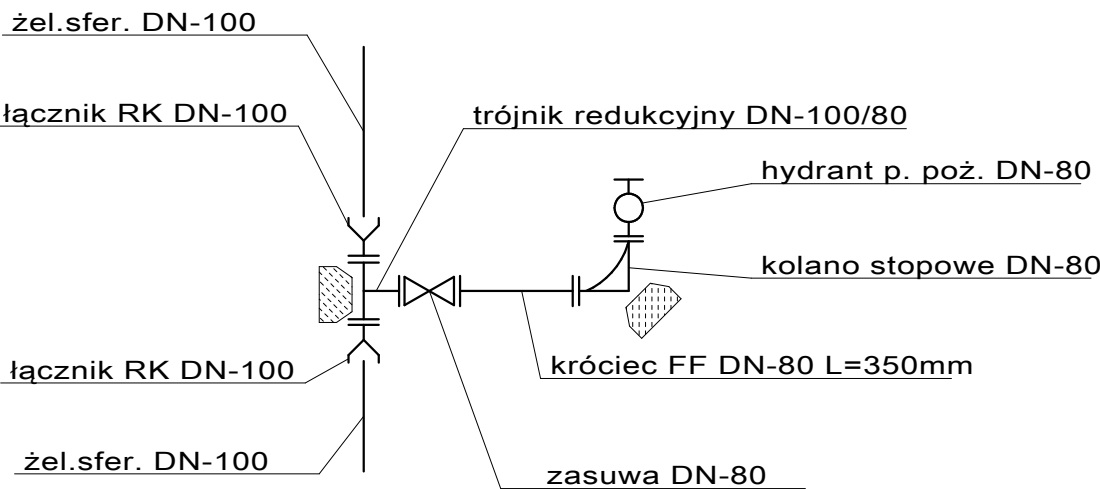 żel.sfer. DN-100
łącznik RK DN-100
trójnik redukcyjny DN-100/80
hydrant p. poż. DN-80
kolano stopowe DN-80
króciec FF DN-80 L=350mm
łącznik RK DN-100
żel.sfer. DN-100
zasuwa DN-80